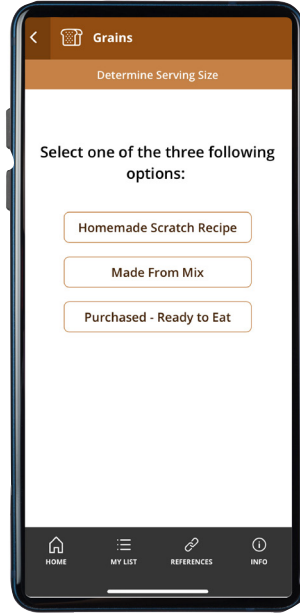 Grains
Determine Serving Size
Select one of the three following
options:
Homemade Scratch Recipe
Made From Mix
Purchased - Ready to Eat
HOME MY LIST REFERENCES INFO